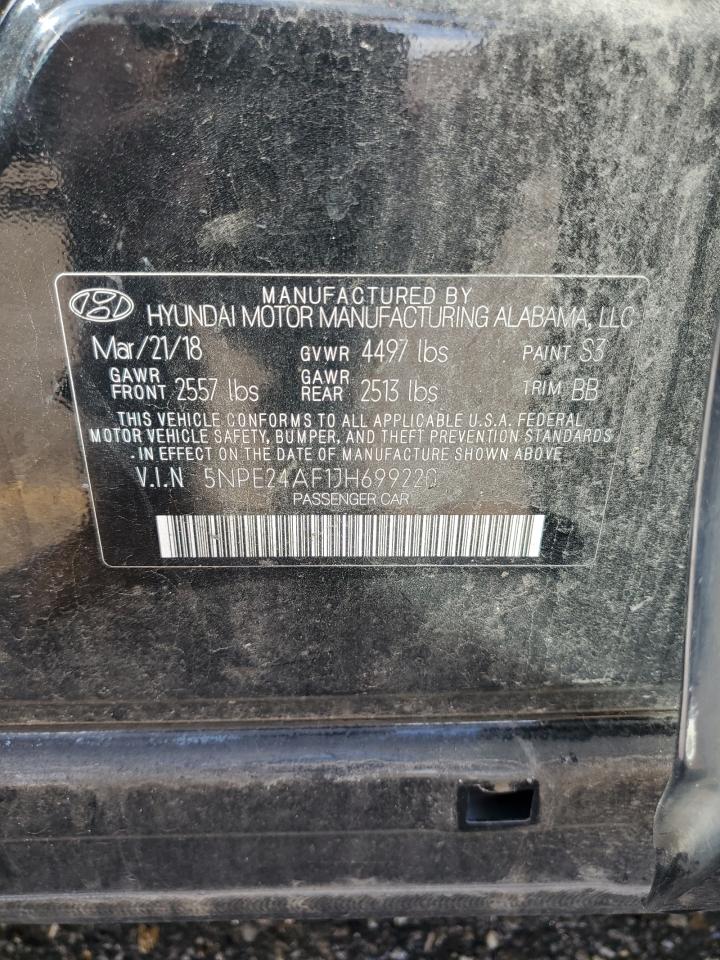 MANUFACTURED BY
HYUNDAI MOTOR MANUFACTURING ALABAMA, LLC
Mar/21/18 GVWR 4497 lbs PAINT S3
GAWR FRONT 2557 lbs GAWR REAR 2513 lbs TRIM BB
THIS VEHICLE CONFORMS TO ALL APPLICABLE U.S.A. FEDERAL
MOTOR VEHICLE SAFETY, BUMPER, AND THEFT PREVENTION STANDARDS
IN EFFECT ON THE DATE OF MANUFACTURE SHOWN ABOVE.
V.I.N 5NPE24AF1JH699220
PASSENGER CAR